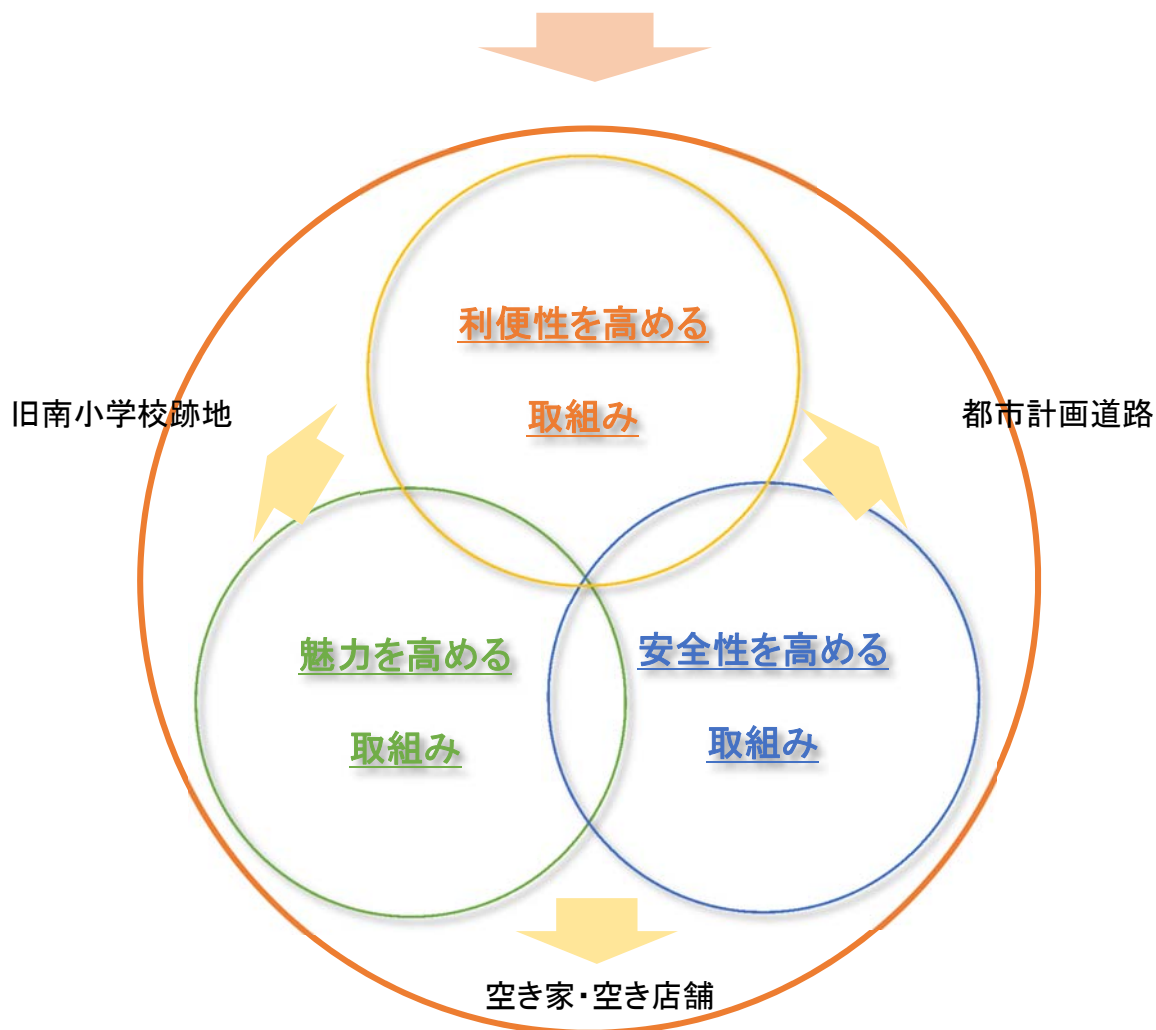 利便性を高める
取組み
旧南小学校跡地
都市計画道路
魅力を高める
取組み
安全性を高める
取組み
空き家・空き店舗